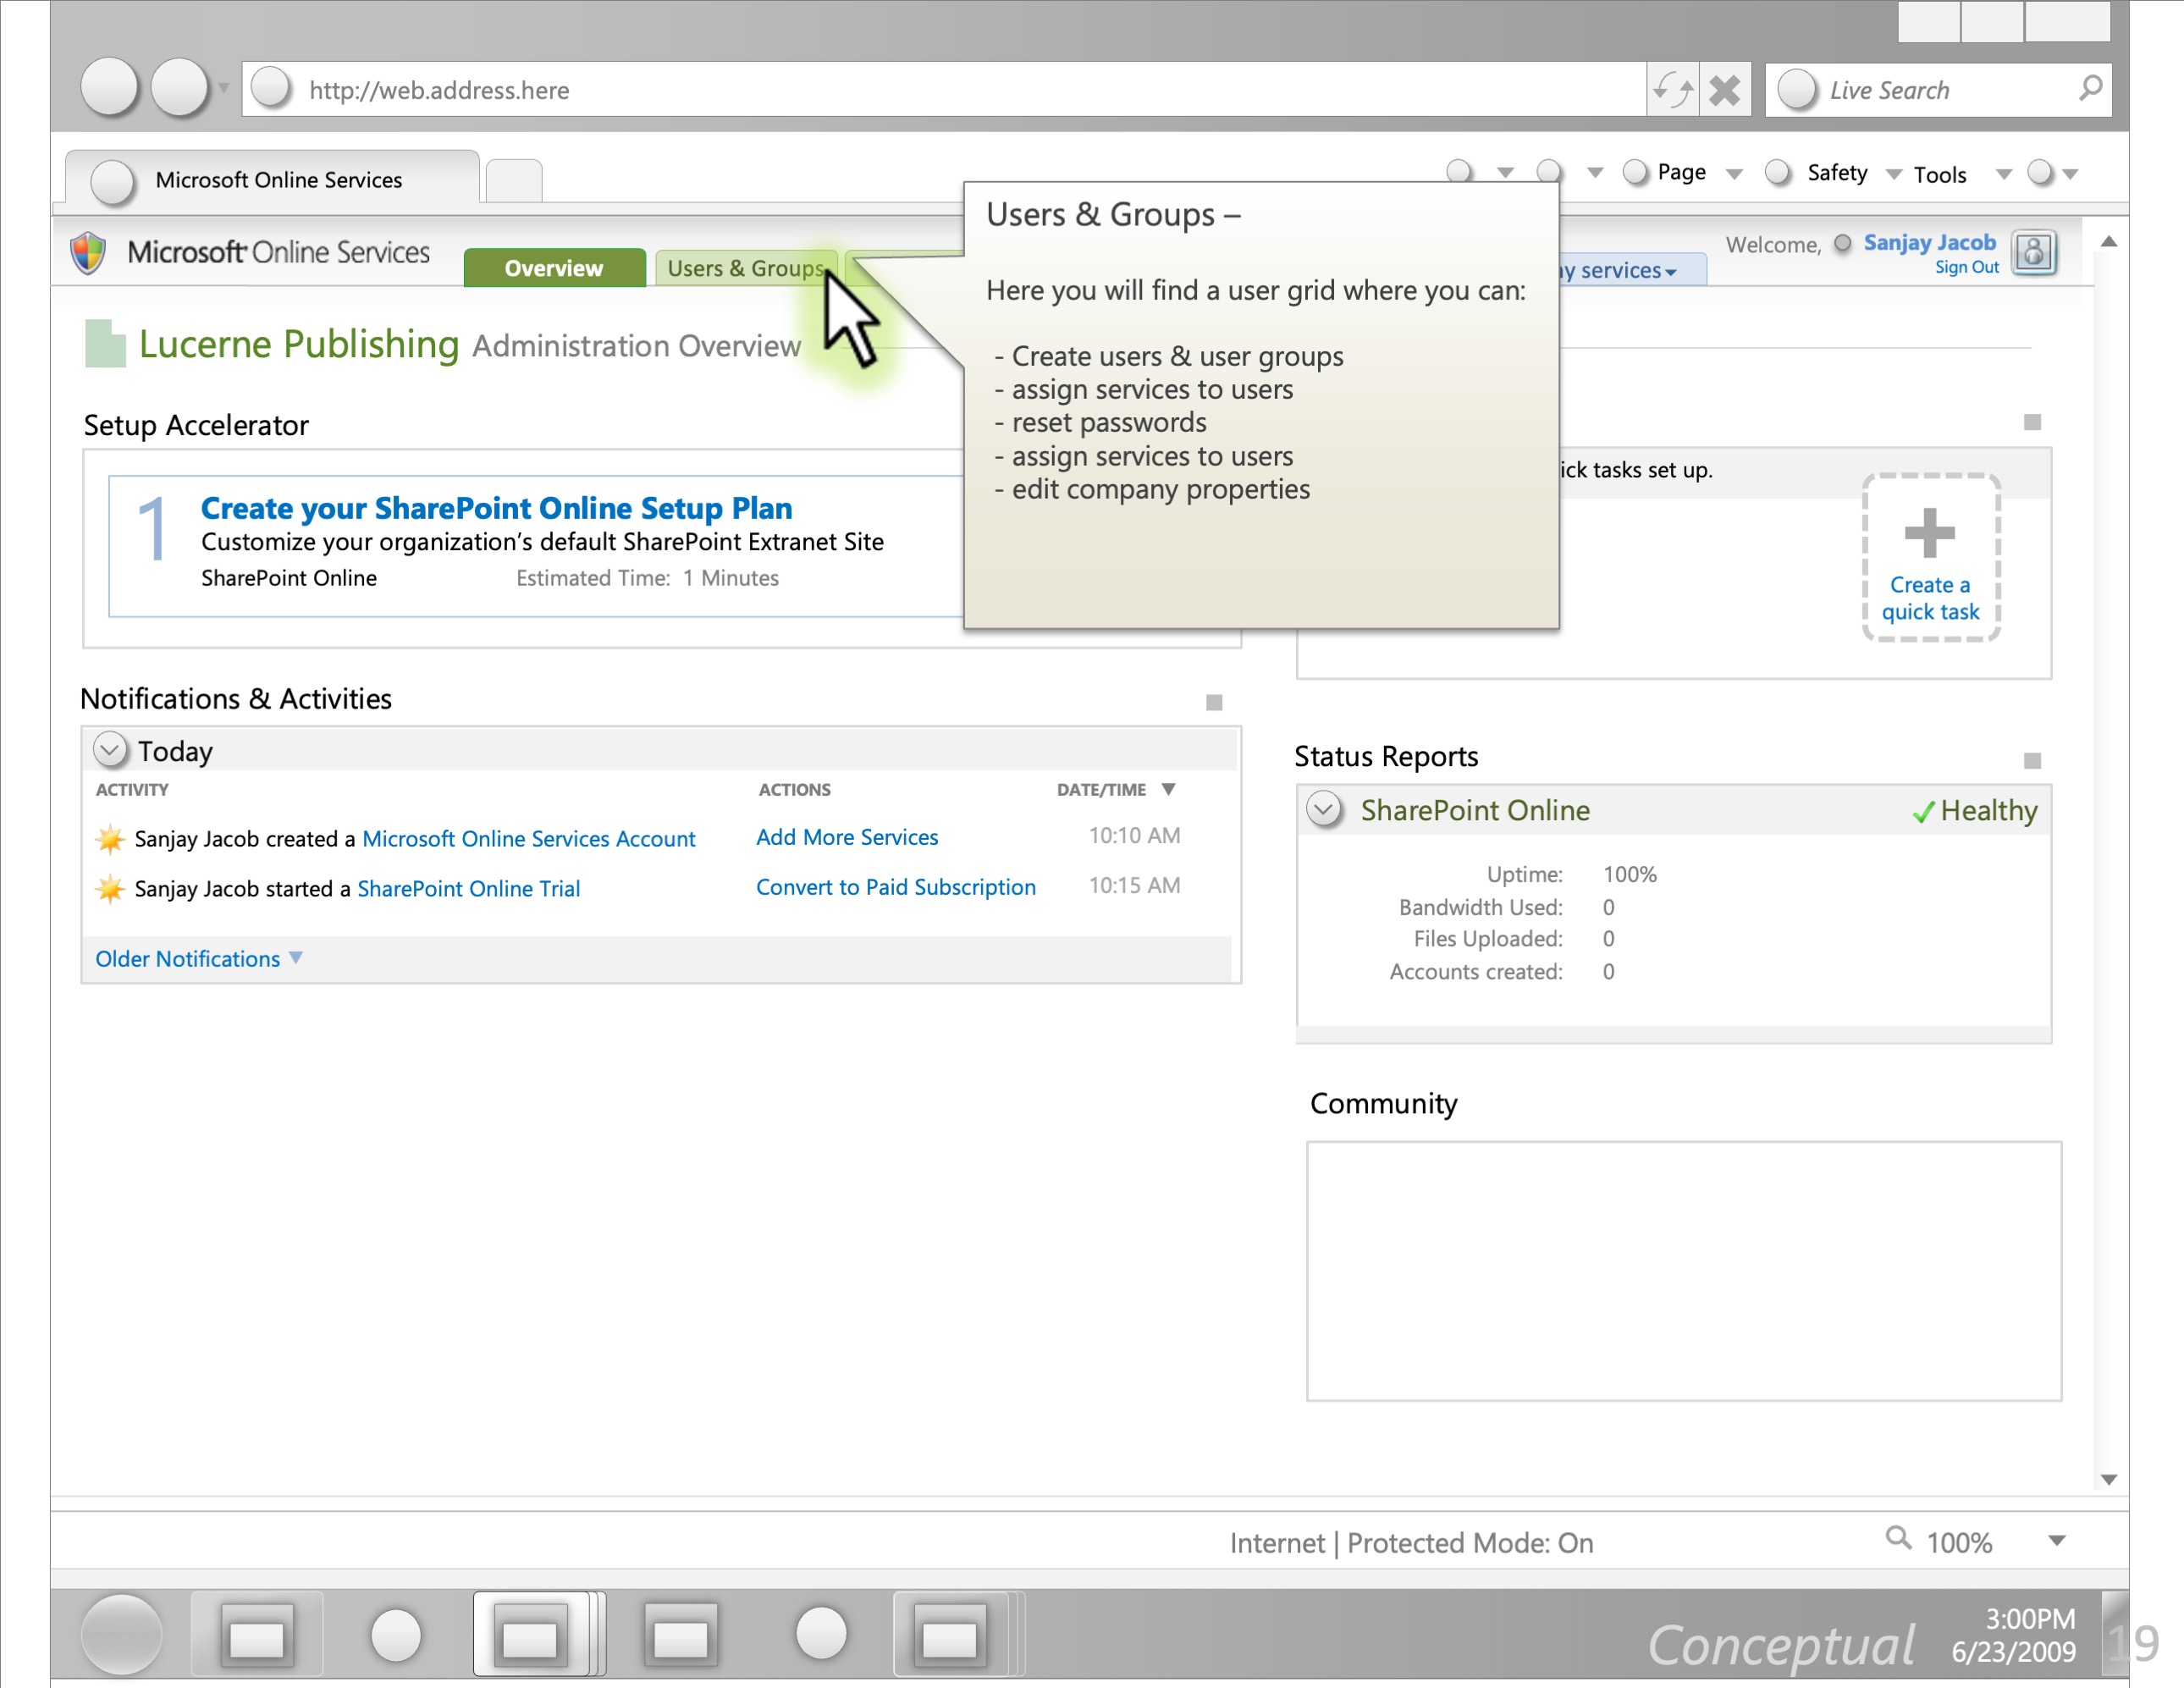 http://web.address.here
Live Search
Microsoft Online Services
Page
Safety
Tools
Microsoft Online Services
Overview
Users & Groups
services
Welcome,
Sanjay Jacob
Sign Out
Users & Groups –
Here you will find a user grid where you can:
- Create users & user groups
- assign services to users
- reset passwords
- assign services to users
- edit company properties
Lucerne Publishing Administration Overview
Setup Accelerator
1
Create your SharePoint Online Setup Plan
Customize your organization's default SharePoint Extranet Site
SharePoint Online Estimated Time: 1 Minutes
tasks set up.
Create a
quick task
Notifications & Activities
Today
ACTIVITY ACTIONS DATE/TIME
Sanjay Jacob created a Microsoft Online Services Account Add More Services 10:10 AM
Sanjay Jacob started a SharePoint Online Trial Convert to Paid Subscription 10:15 AM
Older Notifications
Status Reports
SharePoint Online Healthy
Uptime: 100%
Bandwidth Used: 0
Files Uploaded: 0
Accounts created: 0
Community
Internet | Protected Mode: On
100%
Conceptual
3:00PM
6/23/2009
19